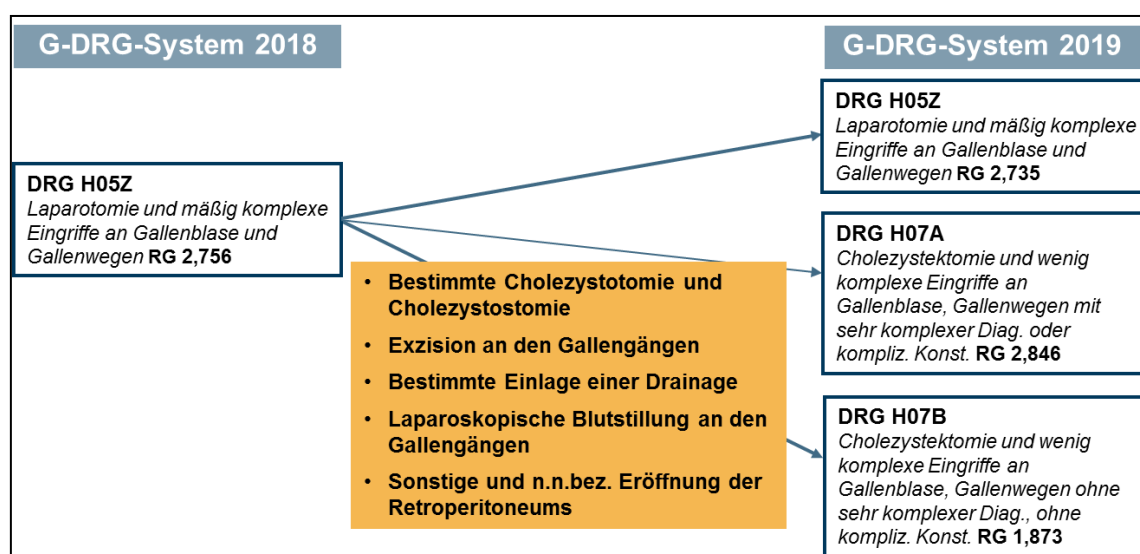 G-DRG-System 2018
G-DRG-System 2019
DRG H05Z
Laparotomie und mäßig komplexe
Eingriffe an Gallenblase und
Gallenwegen RG 2,756
• Bestimmte Cholezystotomie und
Cholezystostomie
• Exzision an den Gallengängen
• Bestimmte Einlage einer Drainage
• Laparoskopische Blutstillung an den
Gallengängen
• Sonstige und n.n.bez. Eröffnung der
Retroperitoneums
DRG H05Z
Laparotomie und mäßig komplexe
Eingriffe an Gallenblase und
Gallenwegen RG 2,735
DRG H07A
Cholezystektomie und wenig
komplexe Eingriffe an
Gallenblase, Gallenwegen mit
sehr komplexer Diag. oder
kompliz. Konst. RG 2,846
DRG H07B
Cholezystektomie und wenig
komplexe Eingriffe an
Gallenblase, Gallenwegen ohne
sehr komplexer Diag., ohne
kompliz. Konst. RG 1,873